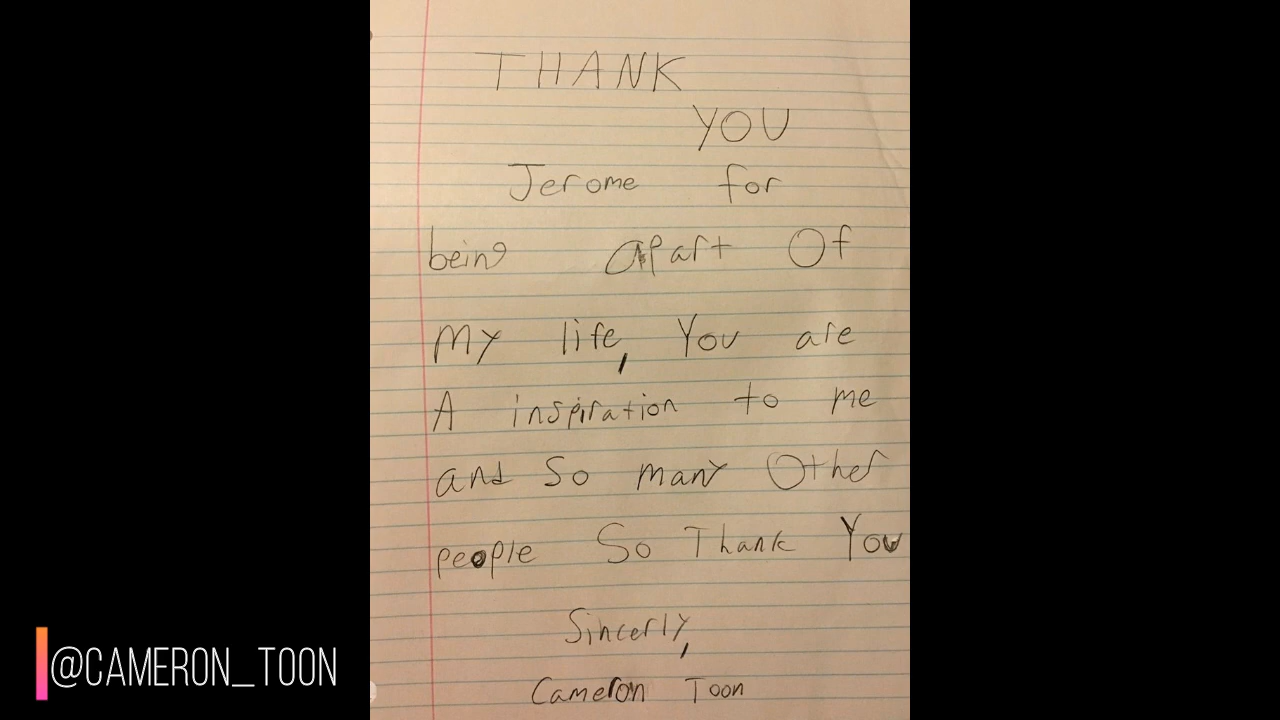 THANK
YOU
Jerome for
being apart Of
My life, You are
A inspiration to me
and So many Other
people So Thank You
Sincerly,
Cameron Toon
@CAMERON_TOON